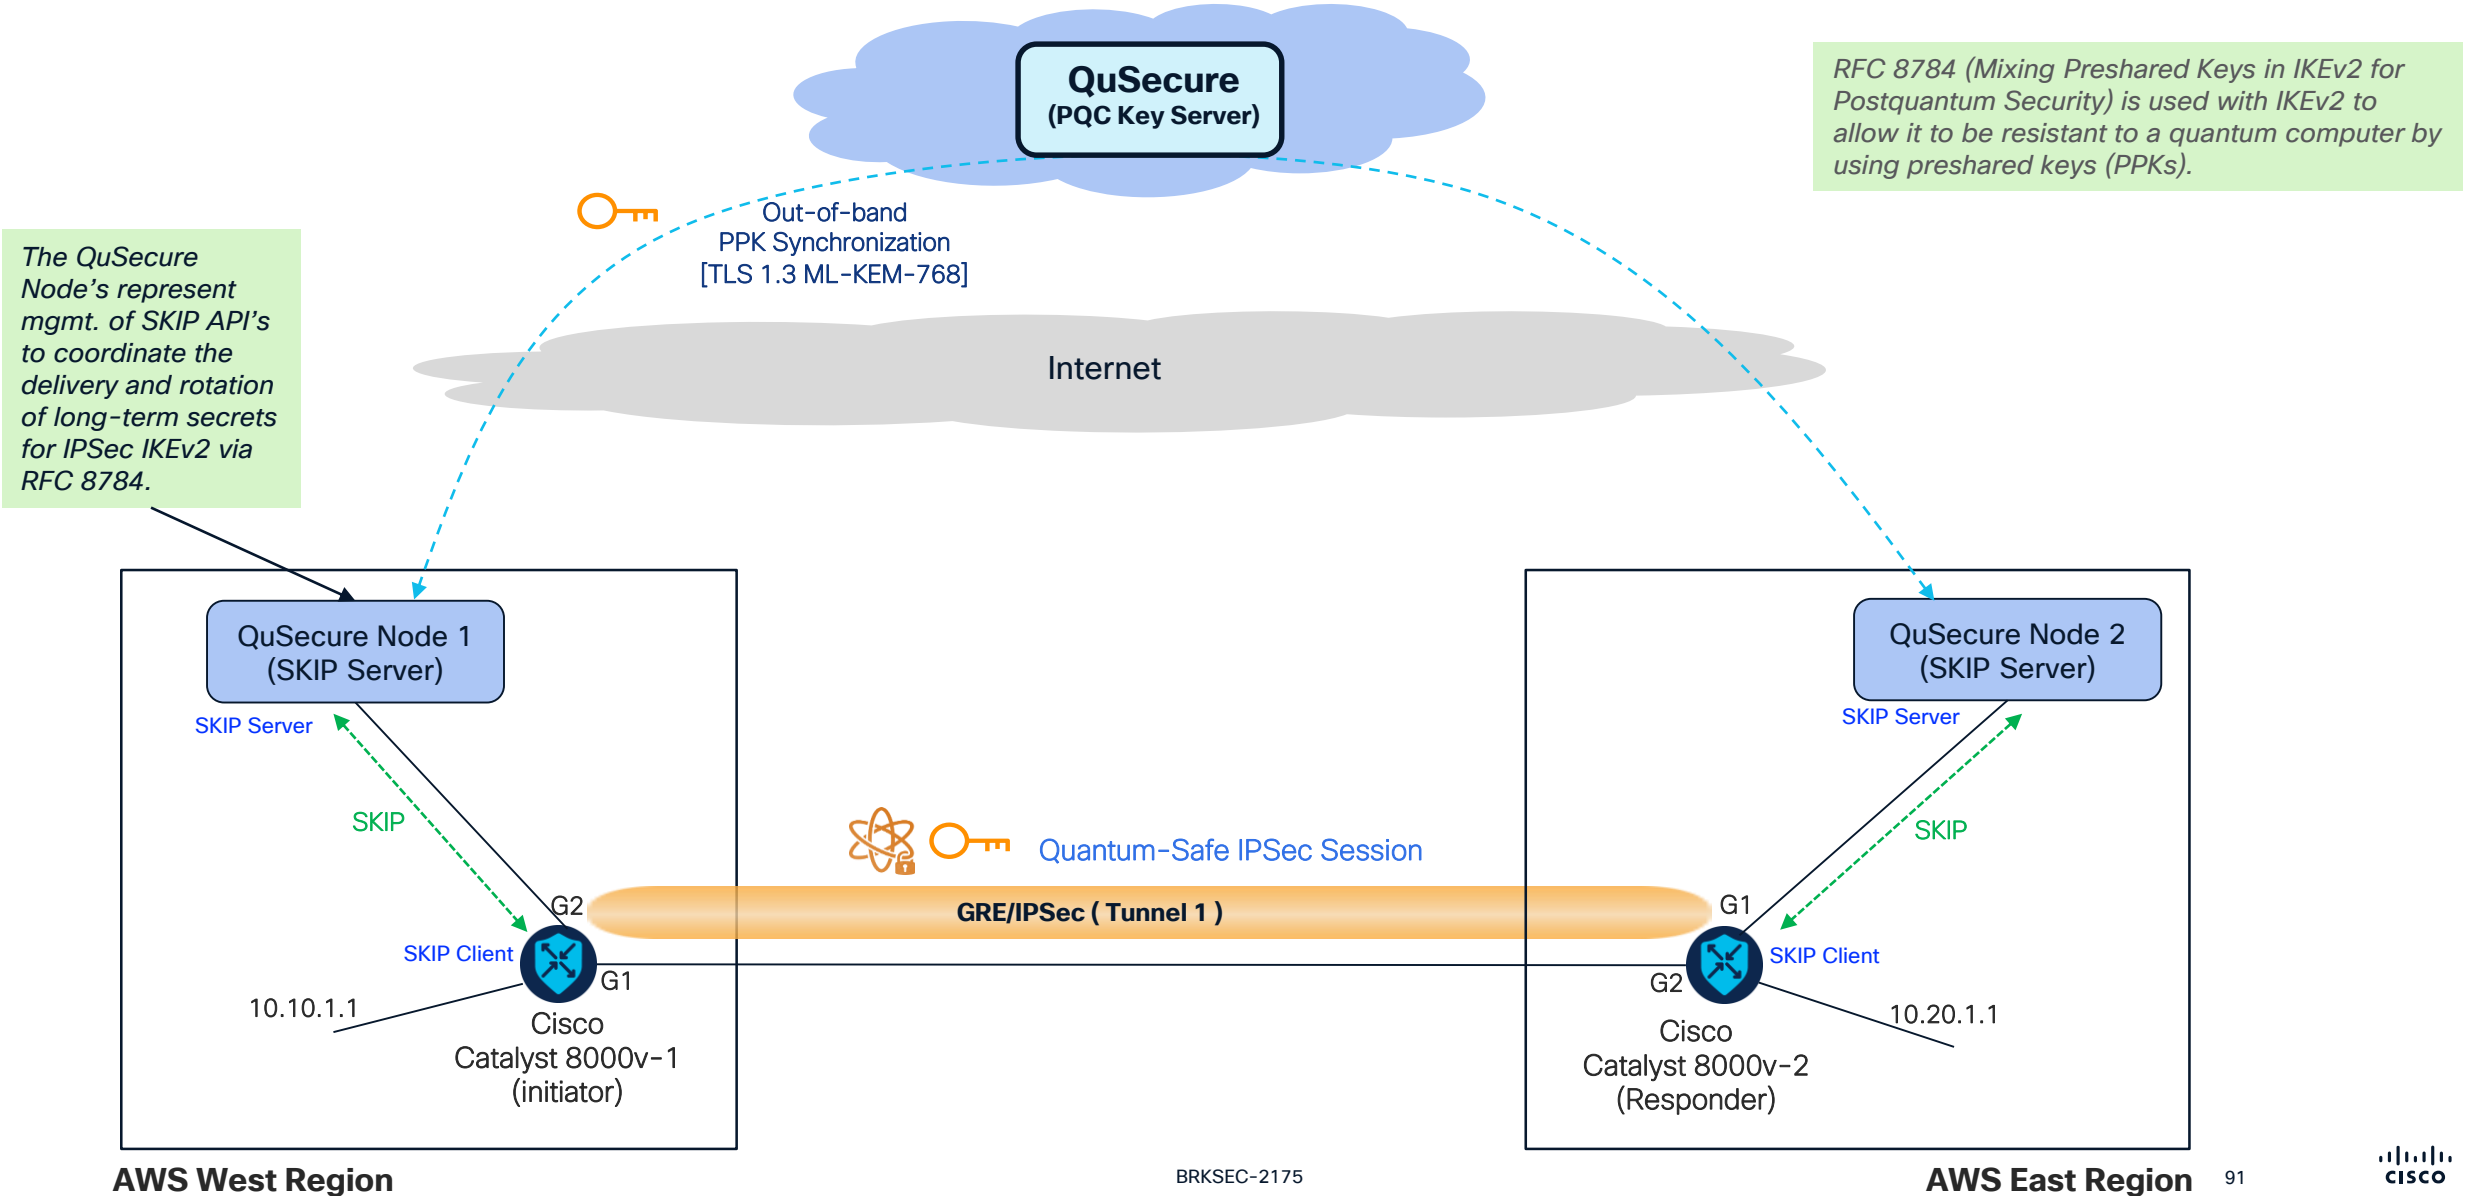 QuSecure
(PQC Key Server)
RFC 8784 (Mixing Preshared Keys in IKEv2 for
Postquantum Security) is used with IKEv2 to
allow it to be resistant to a quantum computer by
using preshared keys (PPKs).
Out-of-band
PPK Synchronization
[TLS 1.3 ML-KEM-768]
The QuSecure
Node’s represent
mgmt. of SKIP API’s
to coordinate the
delivery and rotation
of long-term secrets
for IPSec IKEv2 via
RFC 8784.
Internet
QuSecure Node 1
(SKIP Server)
SKIP Server
SKIP
G2
SKIP Client
G1
10.10.1.1
Cisco
Catalyst 8000v-1
(initiator)
Quantum-Safe IPSec Session
GRE/IPSec ( Tunnel 1 )
QuSecure Node 2
(SKIP Server)
SKIP Server
SKIP
G1
SKIP Client
G2
10.20.1.1
Cisco
Catalyst 8000v-2
(Responder)
AWS West Region
BRKSEC-2175
AWS East Region
91
CISCO